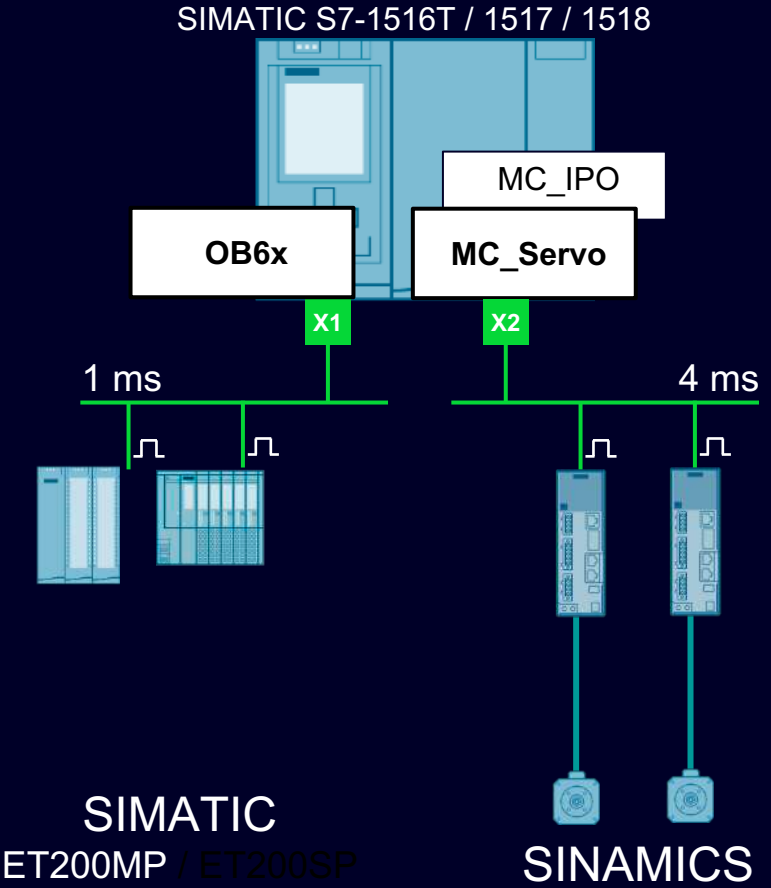 SIMATIC S7-1516T / 1517 / 1518
MC_IPO
OB6x
MC_Servo
X1
X2
1 ms
4 ms
SIMATIC
ET200MP / ET200SP
SINAMICS